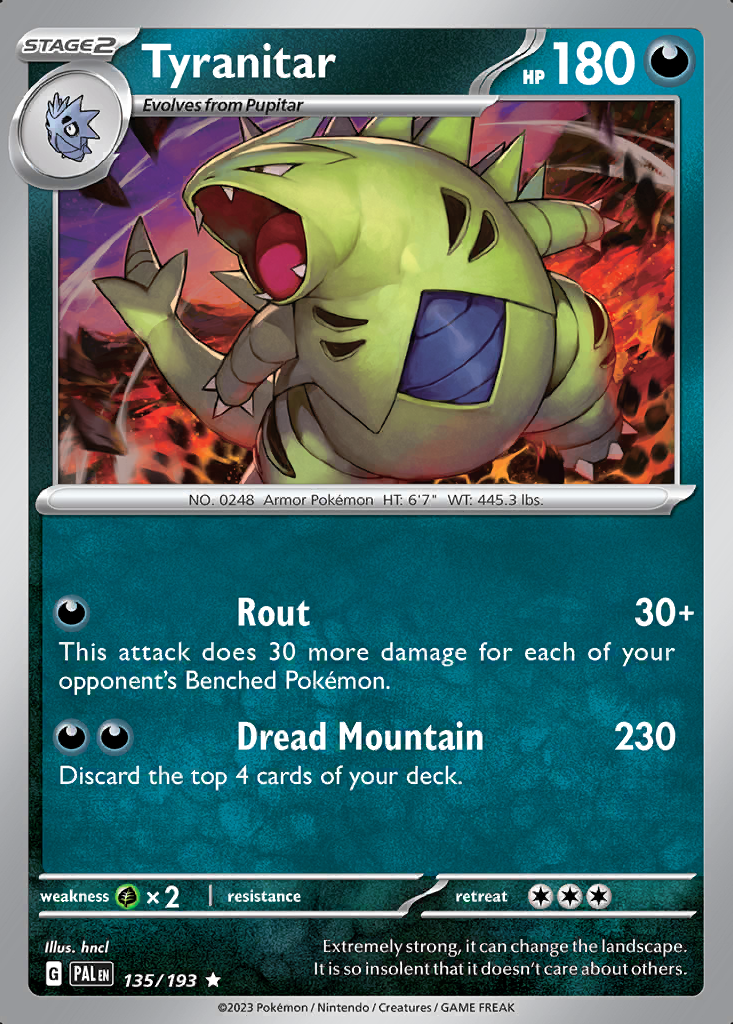 STAGE2
Tyranitar
HP 180
Evolves from Pupitar
NO. 0248 Armor Pokémon HT: 6'7" WT: 445.3 lbs.
Rout 30+
This attack does 30 more damage for each of your
opponent's Benched Pokémon.
Dread Mountain 230
Discard the top 4 cards of your deck.
weakness ×2 resistance retreat
Illus. hncl
Extremely strong, it can change the landscape.
It is so insolent that it doesn't care about others.
G PAL EN 135/193 ★
©2023 Pokémon / Nintendo / Creatures / GAME FREAK